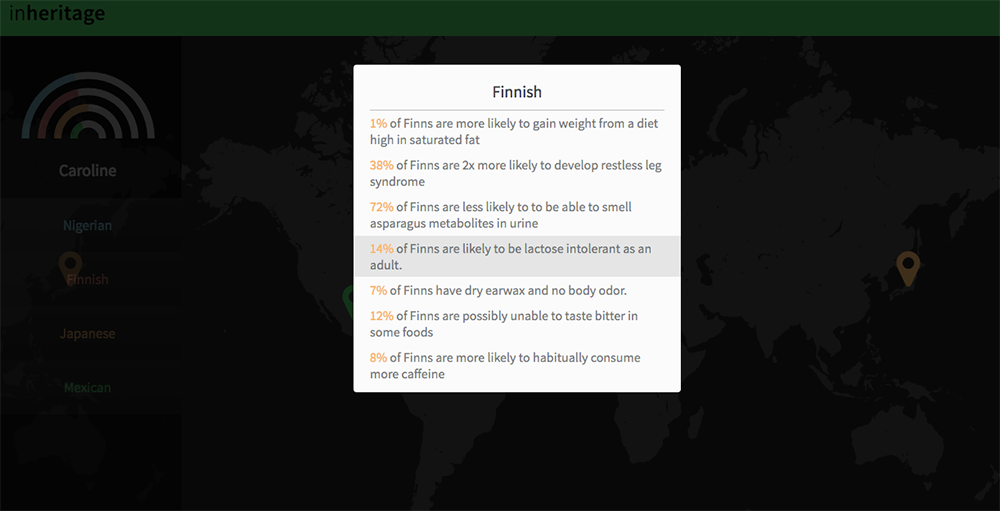 inheritage
Caroline
Nigerian
Finnish
Japanese
Mexican
Finnish
1% of Finns are more likely to gain weight from a diet
high in saturated fat
38% of Finns are 2x more likely to develop restless leg
syndrome
72% of Finns are less likely to to be able to smell
asparagus metabolites in urine
14% of Finns are likely to be lactose intolerant as an
adult.
7% of Finns have dry earwax and no body odor.
12% of Finns are possibly unable to taste bitter in
some foods
8% of Finns are more likely to habitually consume
more caffeine